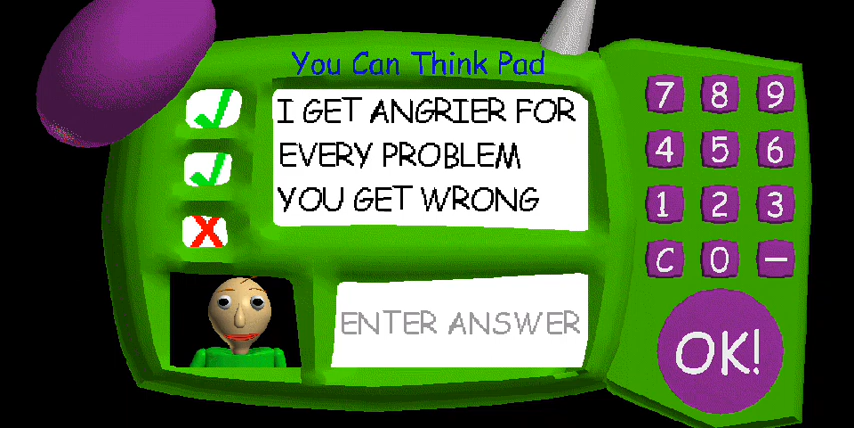 You Can Think Pad
I GET ANGRIER FOR
EVERY PROBLEM
YOU GET WRONG
ENTER ANSWER
7 8 9
4 5 6
1 2 3
C 0 −
OK!